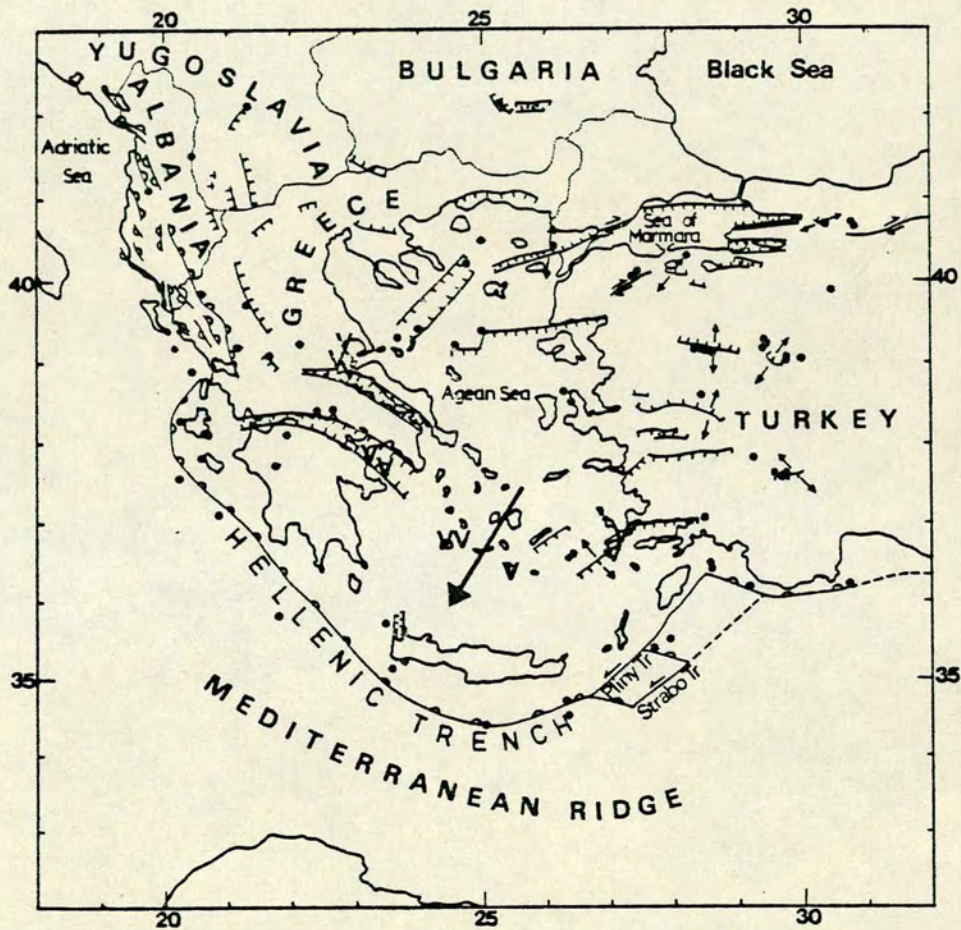 20 25 30
YUGOSLAVIA
BULGARIA
Black Sea
ALBANIA
Adriatic
Sea
GREECE
Sea of
Marmara
40 40
Agean Sea
TURKEY
HELLENIC TRENCH
Pliny Tr
Strabo Tr
35 35
MEDITERRANEAN RIDGE
20 25 30